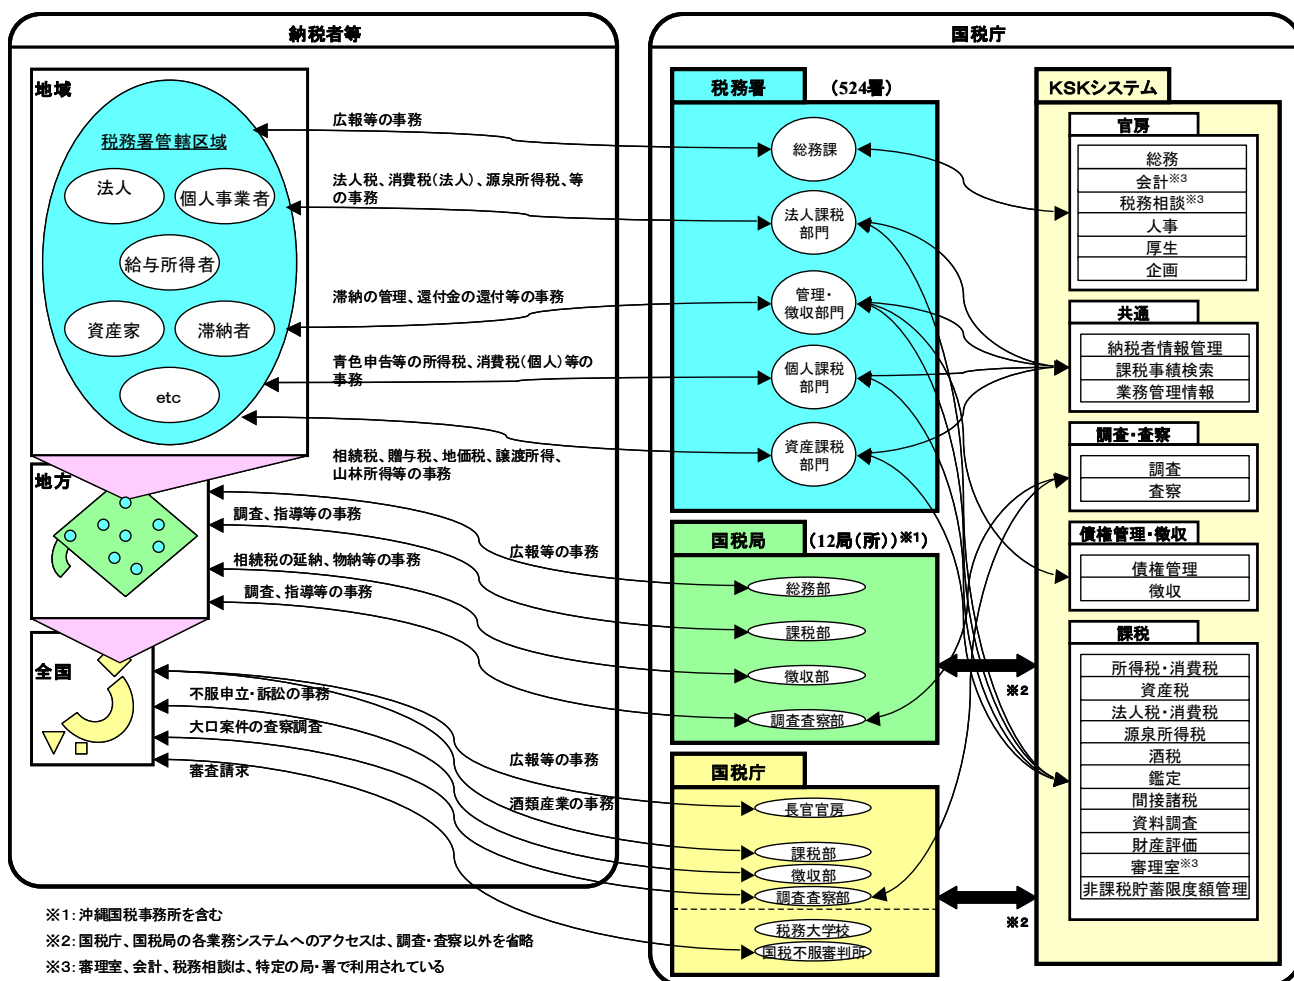 納税者等
地域
税務署管轄区域
法人
個人事業者
給与所得者
資産家
滞納者
etc
広報等の事務
法人税、消費税(法人)、源泉所得税、等
の事務
滞納の管理、還付金の還付等の事務
青色申告等の所得税、消費税(個人)等の
事務
相続税、贈与税、地価税、譲渡所得、
山林所得等の事務
地方
調査、指導等の事務
広報等の事務
相続税の延納、物納等の事務
調査、指導等の事務
全国
不服申立・訴訟の事務
大口案件の査察調査
広報等の事務
審査請求
酒類産業の事務
国税庁
税務署
(524署)
総務課
法人課税
部門
管理・
徴収部門
個人課税
部門
資産課税
部門
国税局
(12局(所))※1)
総務部
課税部
徴収部
調査査察部
国税庁
長官官房
課税部
徴収部
調査査察部
税務大学校
国税不服審判所
※2
※2
KSKシステム
官房
総務
会計※3
税務相談※3
人事
厚生
企画
共通
納税者情報管理
課税事績検索
業務管理情報
調査・査察
調査
査察
債権管理・徴収
債権管理
徴収
課税
所得税・消費税
資産税
法人税・消費税
源泉所得税
酒税
鑑定
間接諸税
資料調査
財産評価
審理室※3
非課税貯蓄限度額管理
※1:沖縄国税事務所を含む
※2:国税庁、国税局の各業務システムへのアクセスは、調査・査察以外を省略
※3:審理室、会計、税務相談は、特定の局・署で利用されている